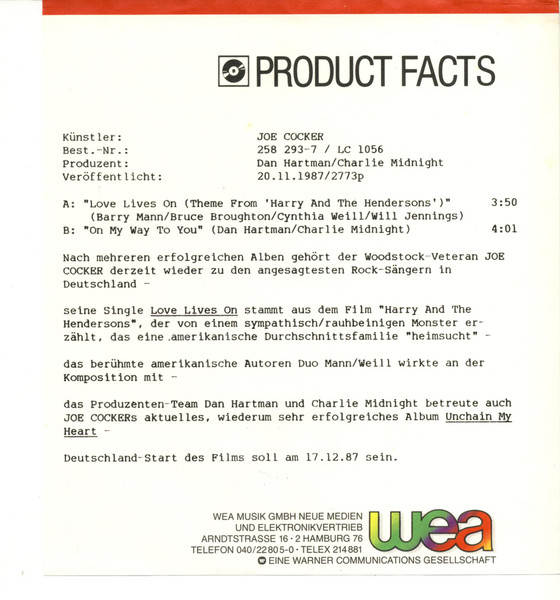 PRODUCT FACTS
Künstler: JOE COCKER
Best.-Nr.: 258 293-7 / LC 1056
Produzent: Dan Hartman/Charlie Midnight
Veröffentlicht: 20.11.1987/2773p
A: "Love Lives On (Theme From 'Harry And The Hendersons')" 3:50
(Barry Mann/Bruce Broughton/Cynthia Weill/Will Jennings)
B: "On My Way To You" (Dan Hartman/Charlie Midnight) 4:01
Nach mehreren erfolgreichen Alben gehört der Woodstock-Veteran JOE
COCKER derzeit wieder zu den angesagtesten Rock-Sängern in
Deutschland -
seine Single Love Lives On stammt aus dem Film "Harry And The
Hendersons", der von einem sympathisch/rauhbeinigen Monster er-
zählt, das eine amerikanische Durchschnittsfamilie "heimsucht" -
das berühmte amerikanische Autoren Duo Mann/Weill wirkte an der
Komposition mit -
das Produzenten-Team Dan Hartman und Charlie Midnight betreute auch
JOE COCKERs aktuelles, wiederum sehr erfolgreiches Album Unchain My
Heart -
Deutschland-Start des Films soll am 17.12.87 sein.
WEA MUSIK GMBH NEUE MEDIEN
UND ELEKTRONIKVERTRIEB
ARNDTSTRASSE 16 · 2 HAMBURG 76
TELEFON 040/22805-0 · TELEX 214881
wea
EINE WARNER COMMUNICATIONS GESELLSCHAFT